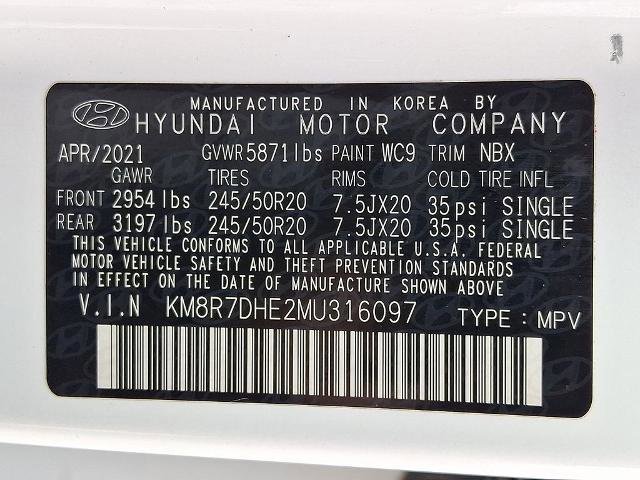 MANUFACTURED IN KOREA BY
HYUNDAI MOTOR COMPANY
APR/2021 GVWR 5871lbs PAINT WC9 TRIM NBX
GAWR TIRES RIMS COLD TIRE INFL
FRONT 2954 lbs 245/50R20 7.5JX20 35psi SINGLE
REAR 3197 lbs 245/50R20 7.5JX20 35psi SINGLE
THIS VEHICLE CONFORMS TO ALL APPLICABLE U.S.A. FEDERAL
MOTOR VEHICLE SAFETY AND THEFT PREVENTION STANDARDS
IN EFFECT ON THE DATE OF MANUFACTURE SHOWN ABOVE
V.I.N KM8R7DHE2MU316097 TYPE : MPV